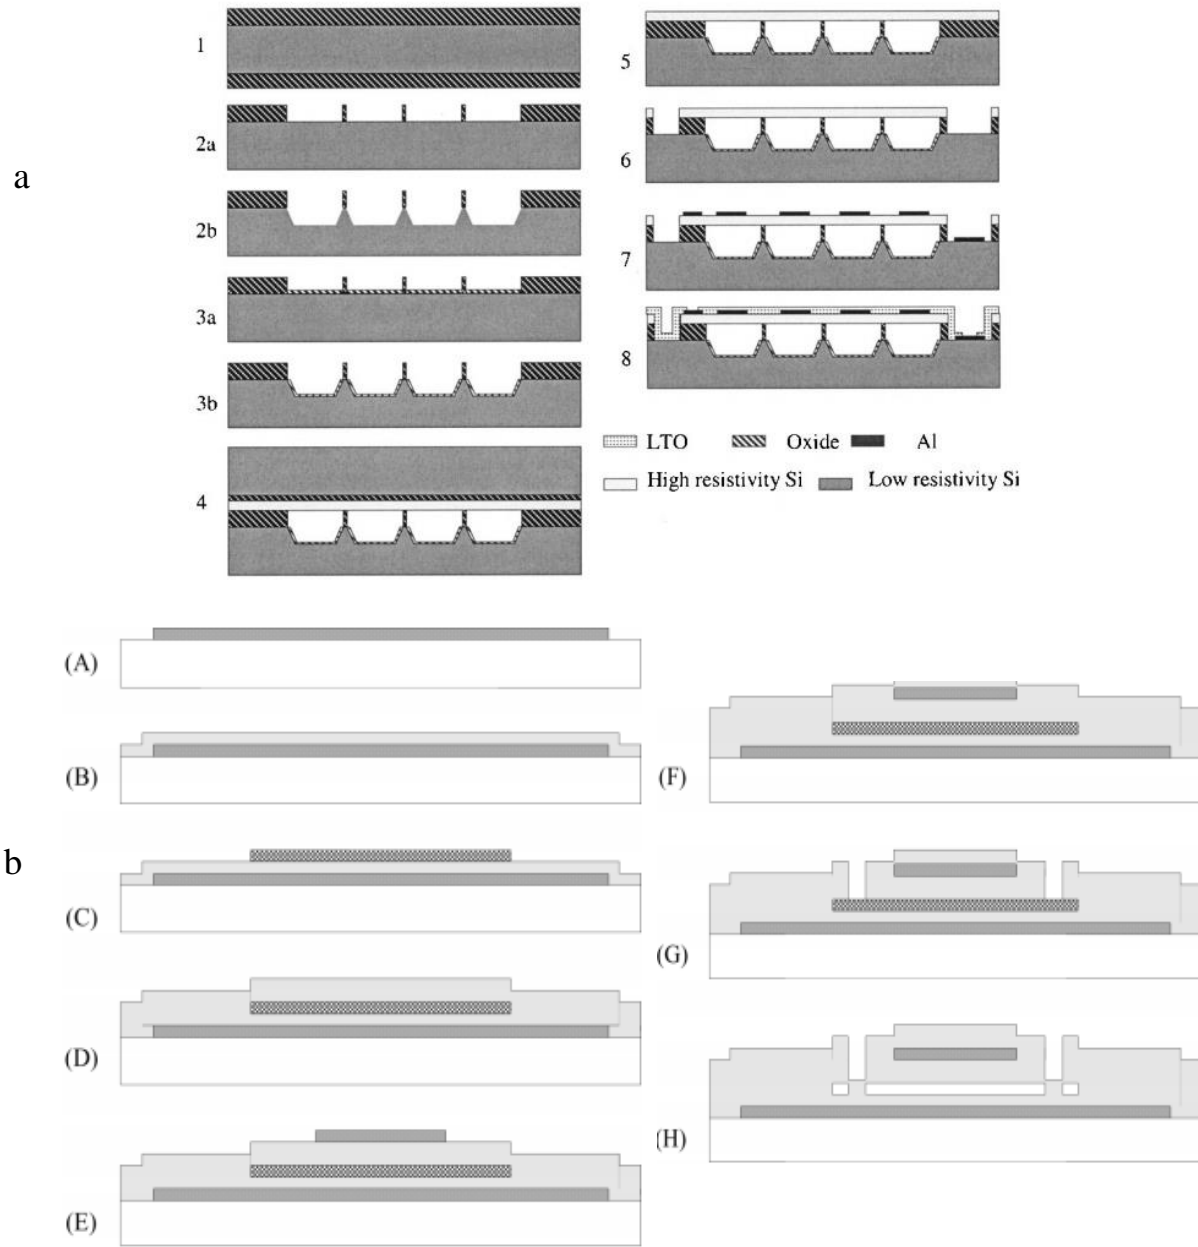 a
1
2a
2b
3a
3b
4
5
6
7
8
LTO Oxide Al
High resistivity Si Low resistivity Si
b
(A)
(B)
(C)
(D)
(E)
(F)
(G)
(H)